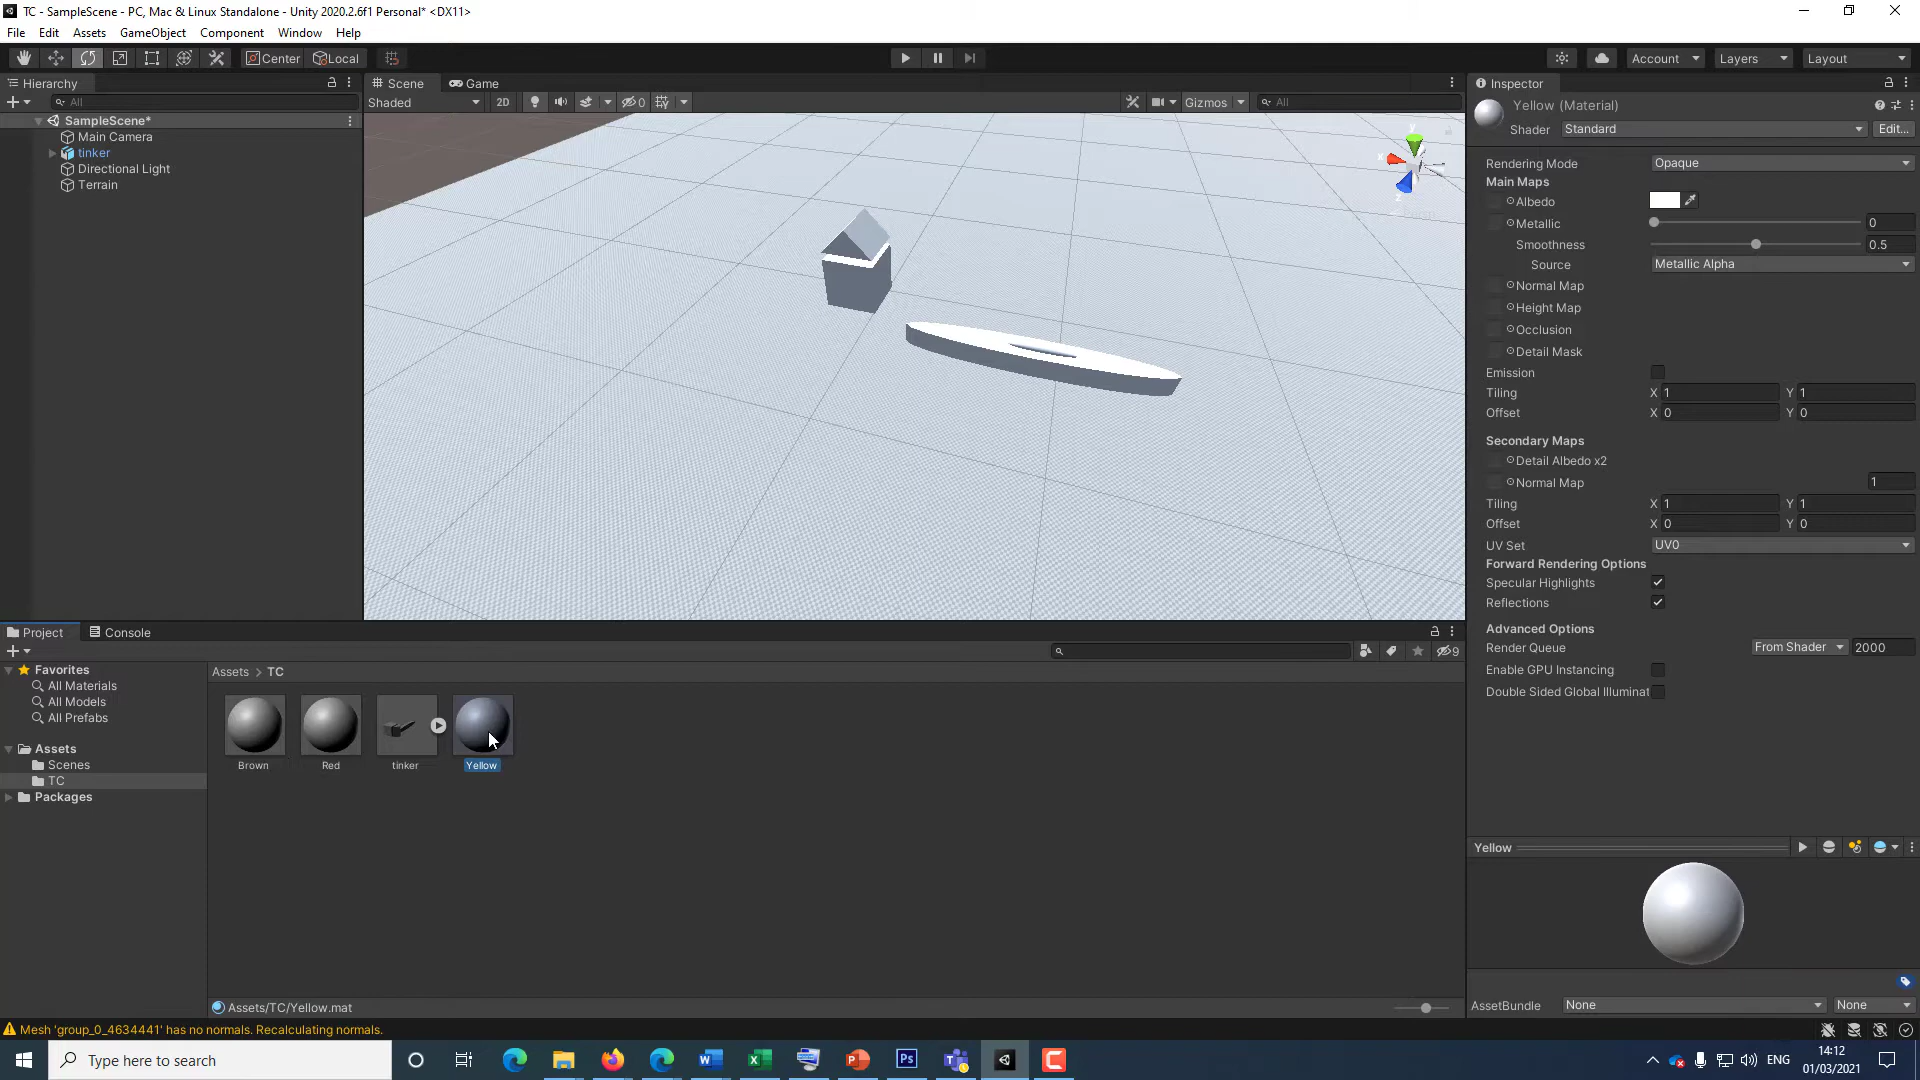 TC - SampleScene - PC, Mac & Linux Standalone - Unity 2020.2.6f1 Personal* <DX11>
File Edit Assets GameObject Component Window Help
Center Local Account Layers Layout
Hierarchy
All
SampleScene*
Main Camera
tinker
Directional Light
Terrain
Scene Game
Shaded 2D 0 Gizmos All
y
x
z
Inspector
Yellow (Material)
Shader Standard Edit...
Rendering Mode Opaque
Main Maps
Albedo
Metallic 0
Smoothness 0.5
Source Metallic Alpha
Normal Map
Height Map
Occlusion
Detail Mask
Emission
Tiling X 1 Y 1
Offset X 0 Y 0
Secondary Maps
Detail Albedo x2
Normal Map 1
Tiling X 1 Y 1
Offset X 0 Y 0
UV Set UV0
Forward Rendering Options
Specular Highlights
Reflections
Advanced Options
Render Queue From Shader 2000
Enable GPU Instancing
Double Sided Global Illuminat
Yellow
AssetBundle None None
Project Console
9
Favorites
All Materials
All Models
All Prefabs
Assets
Scenes
TC
Packages
Assets > TC
Brown Red tinker Yellow
Assets/TC/Yellow.mat
Mesh 'group_0_4634441' has no normals. Recalculating normals.
Type here to search
ENG
14:12
01/03/2021